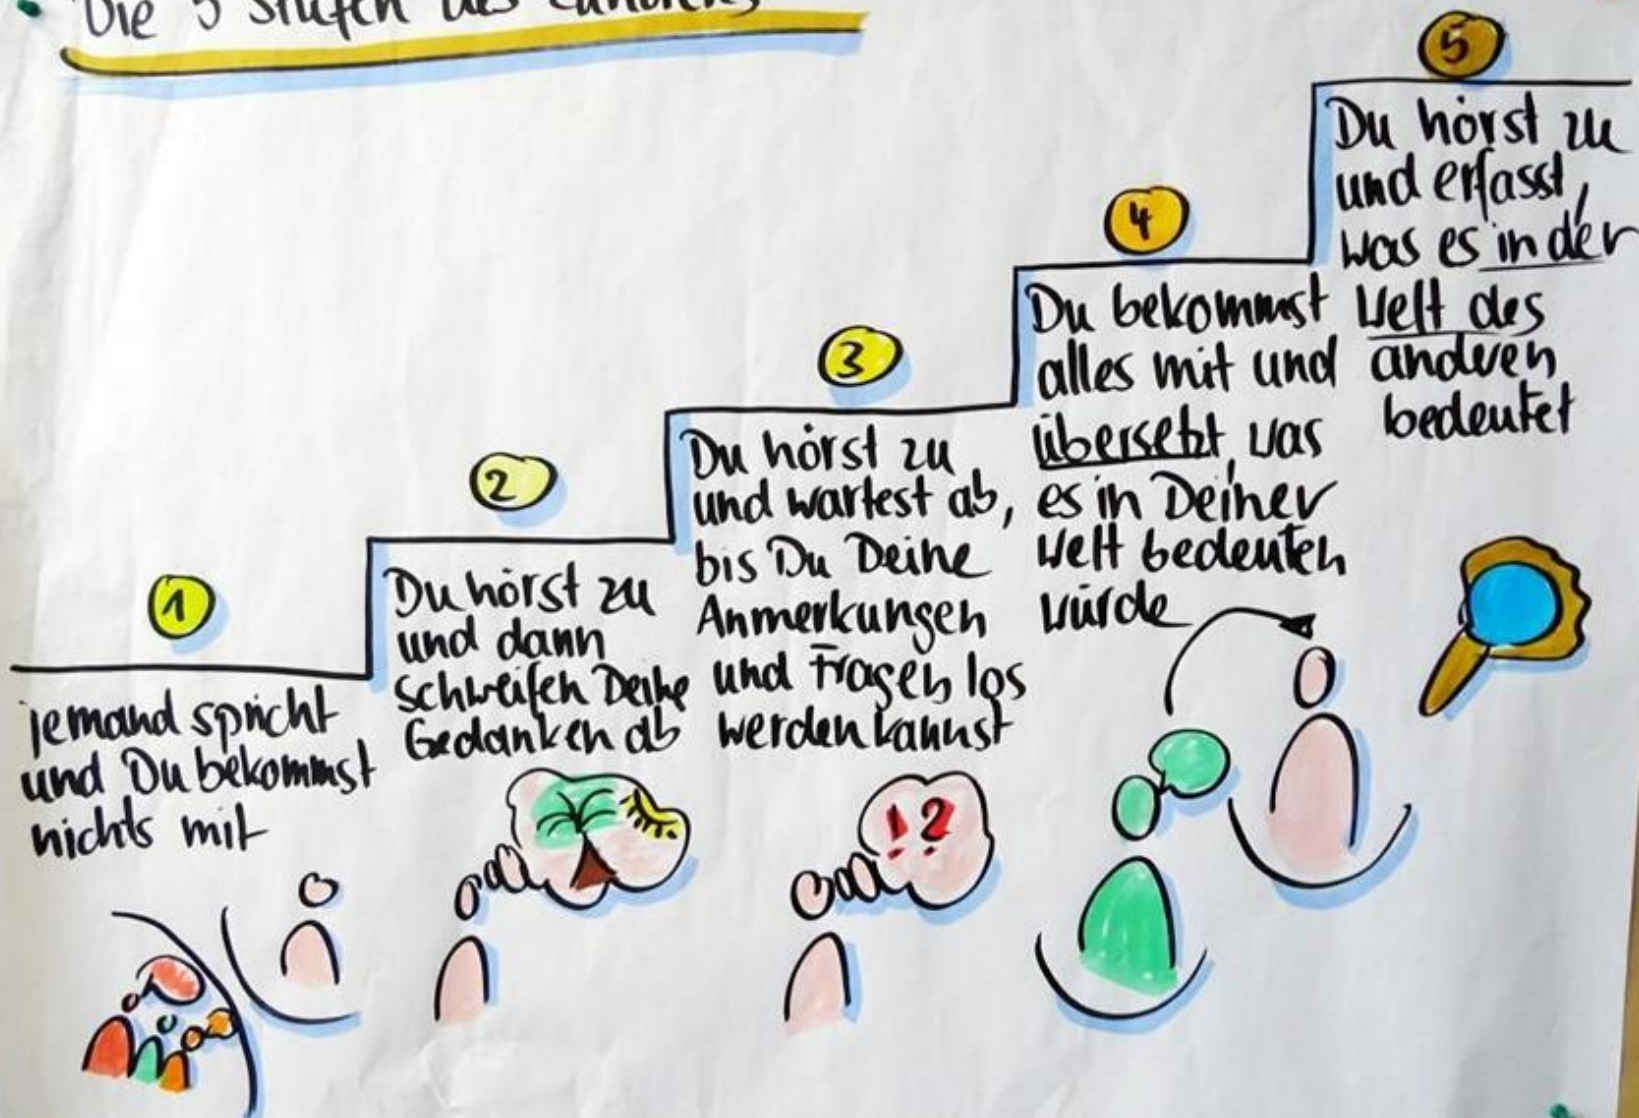 Die 5 Stufen des Zuhörens
1
jemand spricht
und Du bekommst
nichts mit
2
Du hörst zu
und dann
schweifen Deine
Gedanken ab
3
Du hörst zu
und wartest ab,
bis Du Deine
Anmerkungen
und Fragen los
werden kannst
! ?
4
Du bekommst
alles mit und
übersetzt, was
es in Deiner
Welt bedeuten
würde
5
Du hörst zu
und erfasst,
was es in der
Welt des
anderen
bedeutet